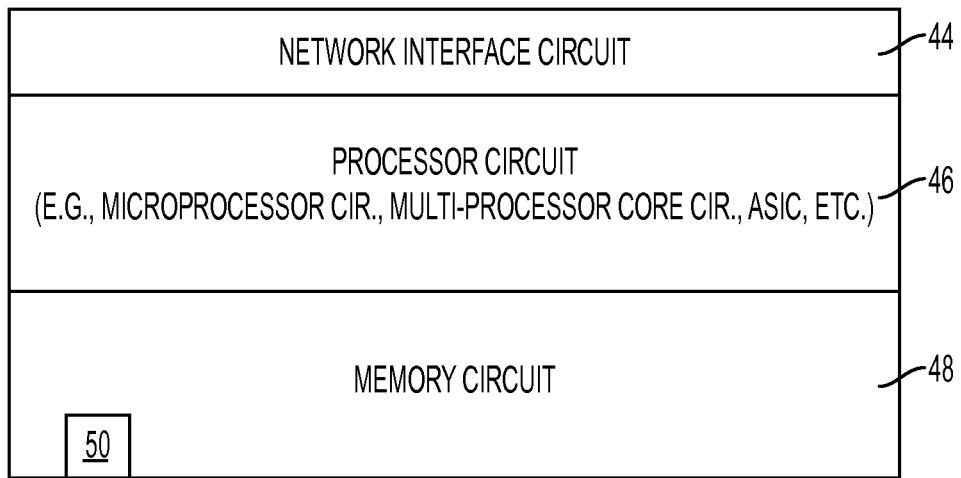 NETWORK INTERFACE CIRCUIT
44
PROCESSOR CIRCUIT
(E.G., MICROPROCESSOR CIR., MULTI-PROCESSOR CORE CIR., ASIC, ETC.)
46
MEMORY CIRCUIT
48
50